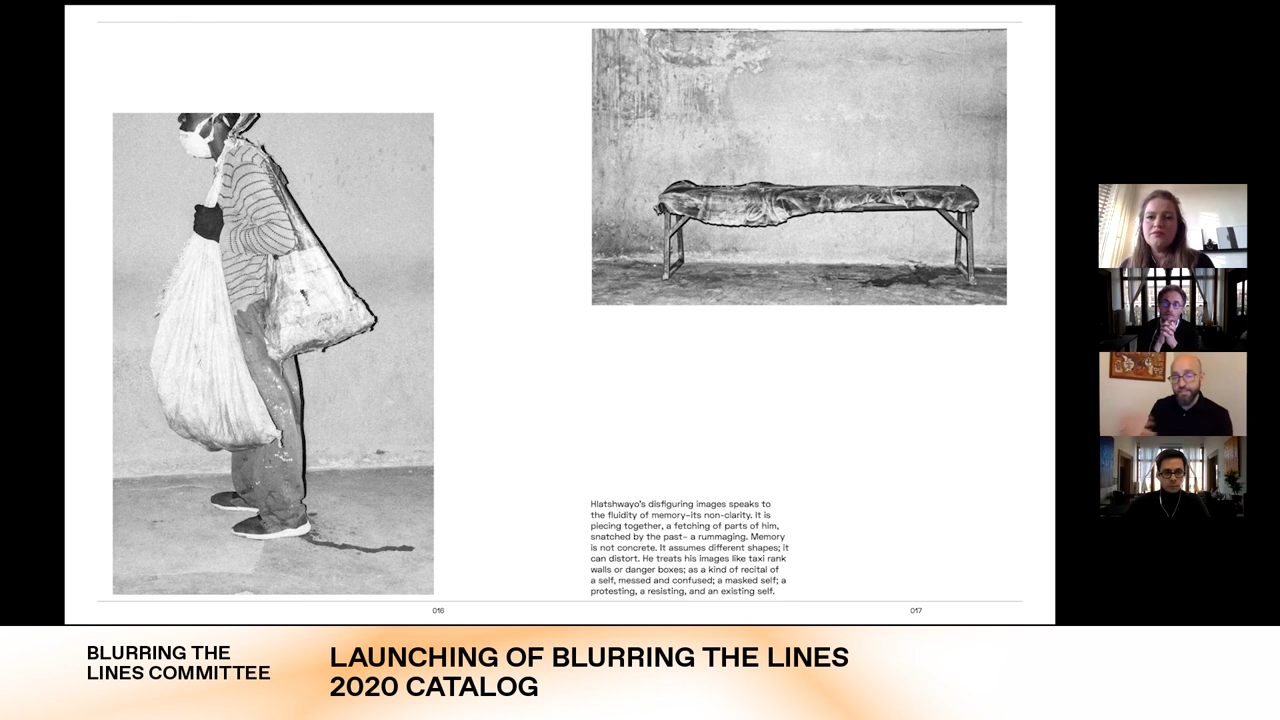 Hlatshwayo's disfiguring images speaks to
the fluidity of memory–its non-clarity. It is
piecing together, a fetching of parts of him,
snatched by the past– a rummaging. Memory
is not concrete. It assumes different shapes; it
can distort. He treats his images like taxi rank
walls or danger boxes; as a kind of recital of
a self, messed and confused; a masked self; a
protesting, a resisting, and an existing self.
016
017
BLURRING THE
LINES COMMITTEE
LAUNCHING OF BLURRING THE LINES
2020 CATALOG